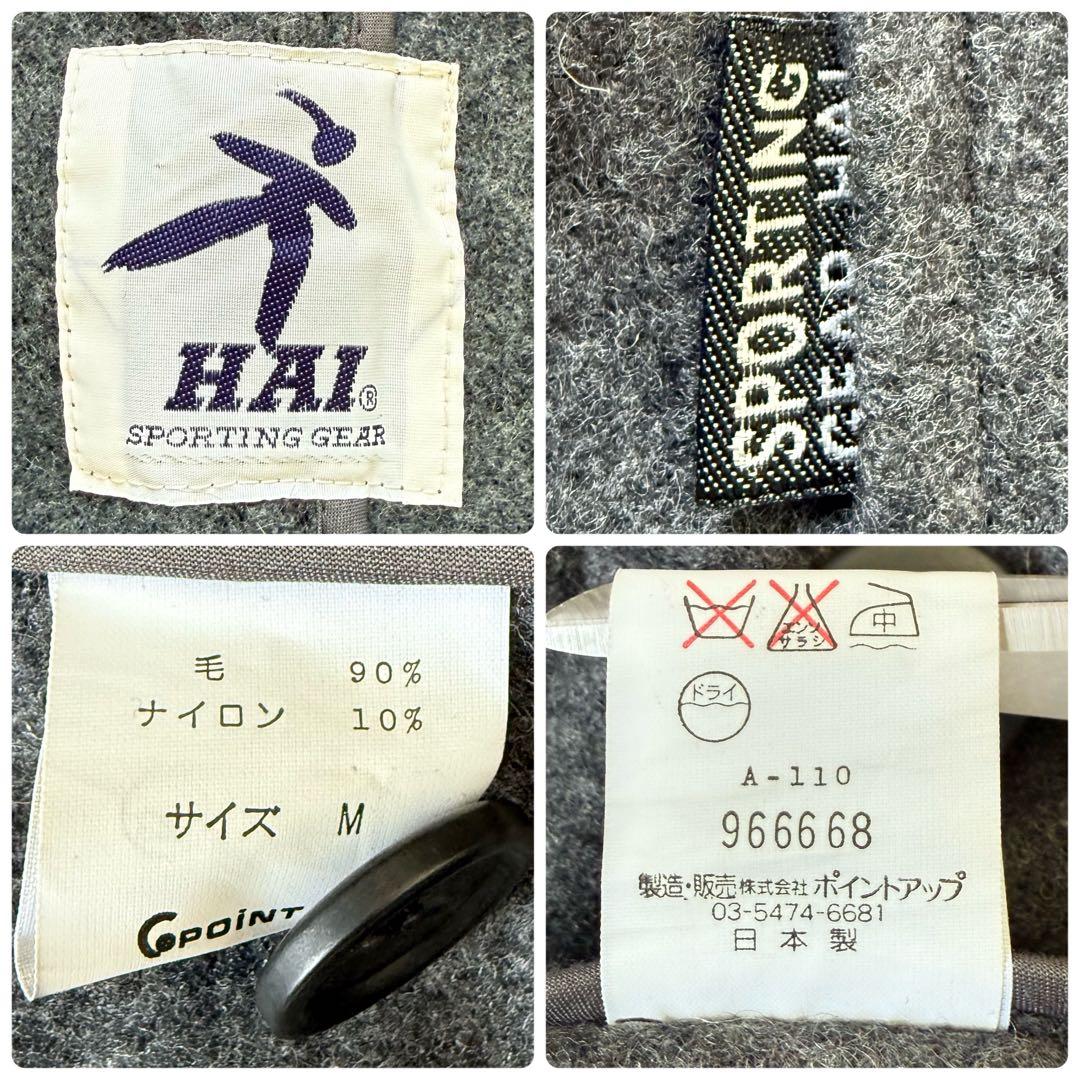 HAI®
SPORTING GEAR
SPORTING
GEAR HAI
毛 90%
ナイロン 10%
サイズ M
POINT
エンソ
サラシ
中
ドライ
A-110
966668
製造・販売株式会社ポイントアップ
03-5474-6681
日本製